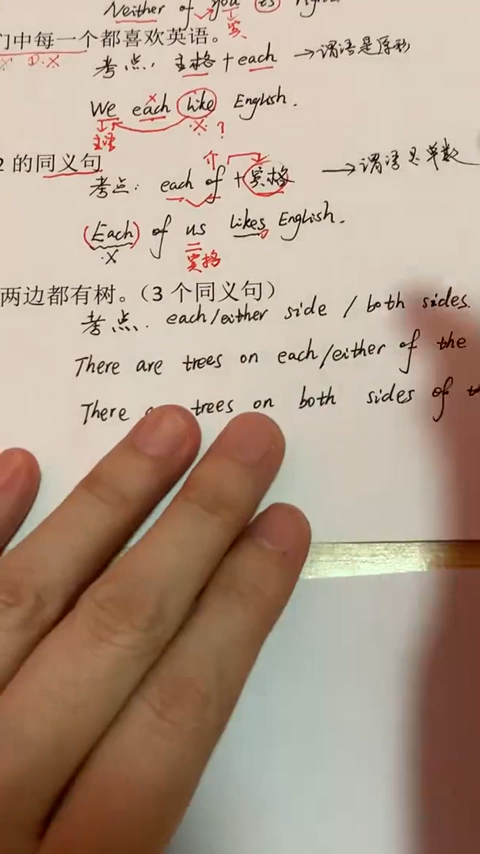 Neither of you is
们中每一个都喜欢英语。
考点: 主格 + each → 谓语是原形
We each like English.
主语 ?
2 的同义句
介
考点: each of + 宾格 → 谓语是单数
(Each) of us likes English.
宾格
两边都有树。（3 个同义句）
考点. each/either side / both sides.
There are trees on each/either of the
There trees on both sides of